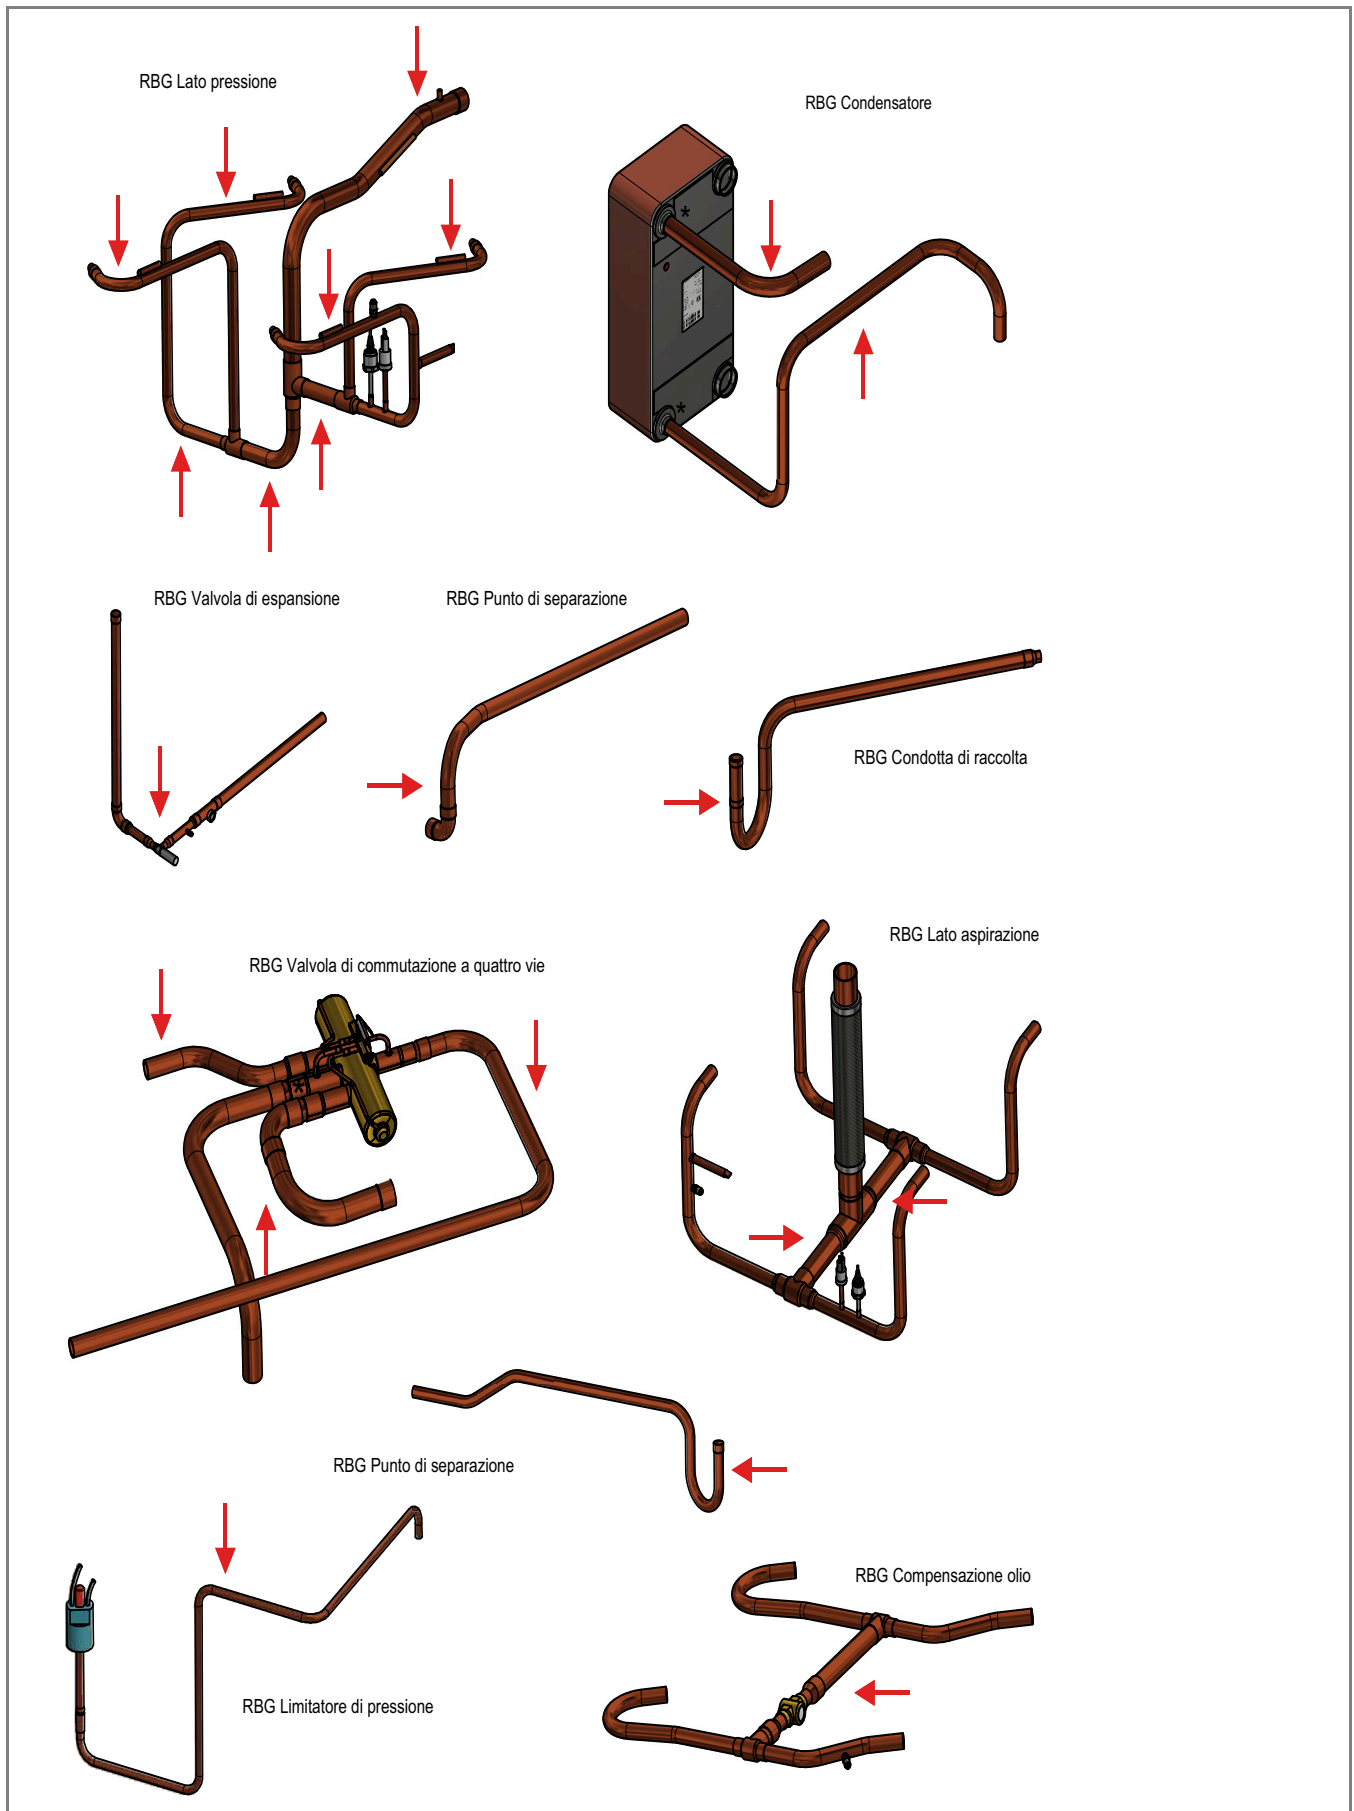 RBG Lato pressione
RBG Condensatore
RBG Valvola di espansione
RBG Punto di separazione
RBG Condotta di raccolta
RBG Lato aspirazione
RBG Valvola di commutazione a quattro vie
RBG Punto di separazione
RBG Compensazione olio
RBG Limitatore di pressione